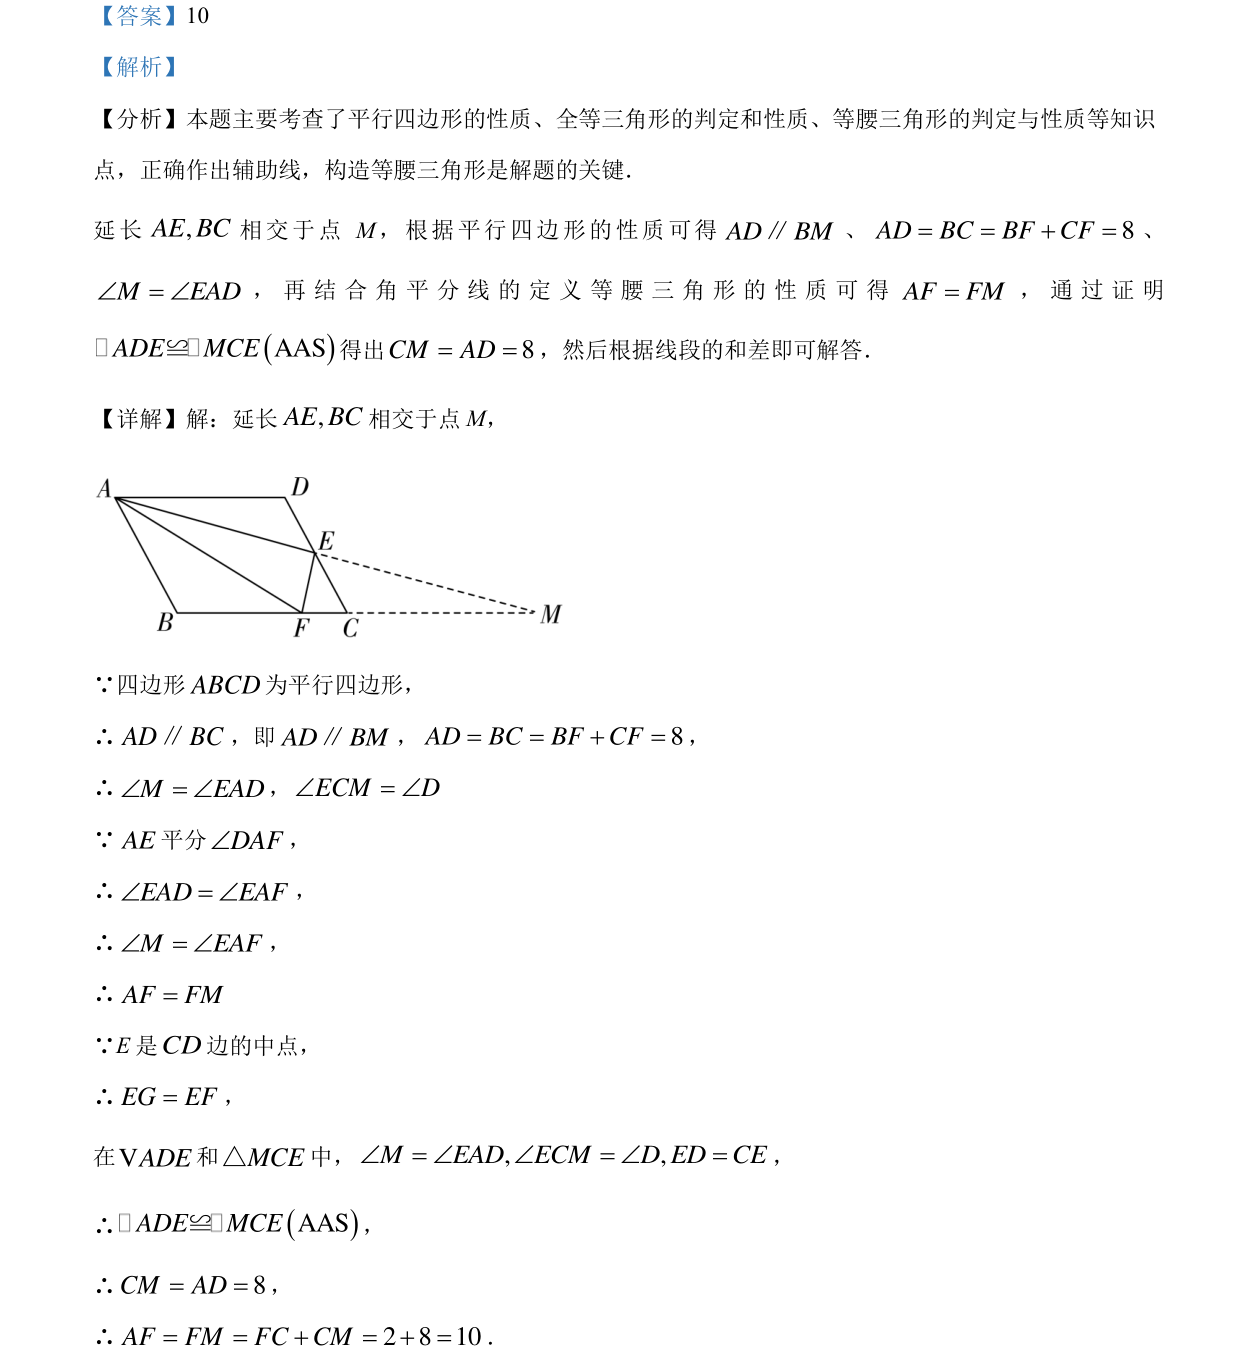 【答案】10
【解析】
【分析】本题主要考查了平行四边形的性质、全等三角形的判定和性质、等腰三角形的判定与性质等知识
点，正确作出辅助线，构造等腰三角形是解题的关键．
延长 AE, BC 相交于点 M，根据平行四边形的性质可得 AD∥BM 、 AD = BC = BF + CF = 8 、
∠M = ∠EAD ，再结合角平分线的定义等腰三角形的性质可得 AF = FM ，通过证明
□ADE≌□MCE(AAS)得出CM = AD = 8，然后根据线段的和差即可解答．
【详解】解：延长 AE, BC 相交于点 M，
A D
E
B F C M
∵四边形 ABCD 为平行四边形，
∴ AD∥BC ，即 AD∥BM ， AD = BC = BF + CF = 8，
∴ ∠M = ∠EAD， ∠ECM = ∠D
∵ AE 平分∠DAF ，
∴ ∠EAD = ∠EAF ，
∴ ∠M = ∠EAF ，
∴ AF = FM
∵E 是 CD 边的中点，
∴ EG = EF ，
在VADE 和△MCE 中， ∠M = ∠EAD, ∠ECM = ∠D, ED = CE ，
∴□ADE≌□MCE(AAS)，
∴ CM = AD = 8，
∴ AF = FM = FC + CM = 2 + 8 = 10 ．